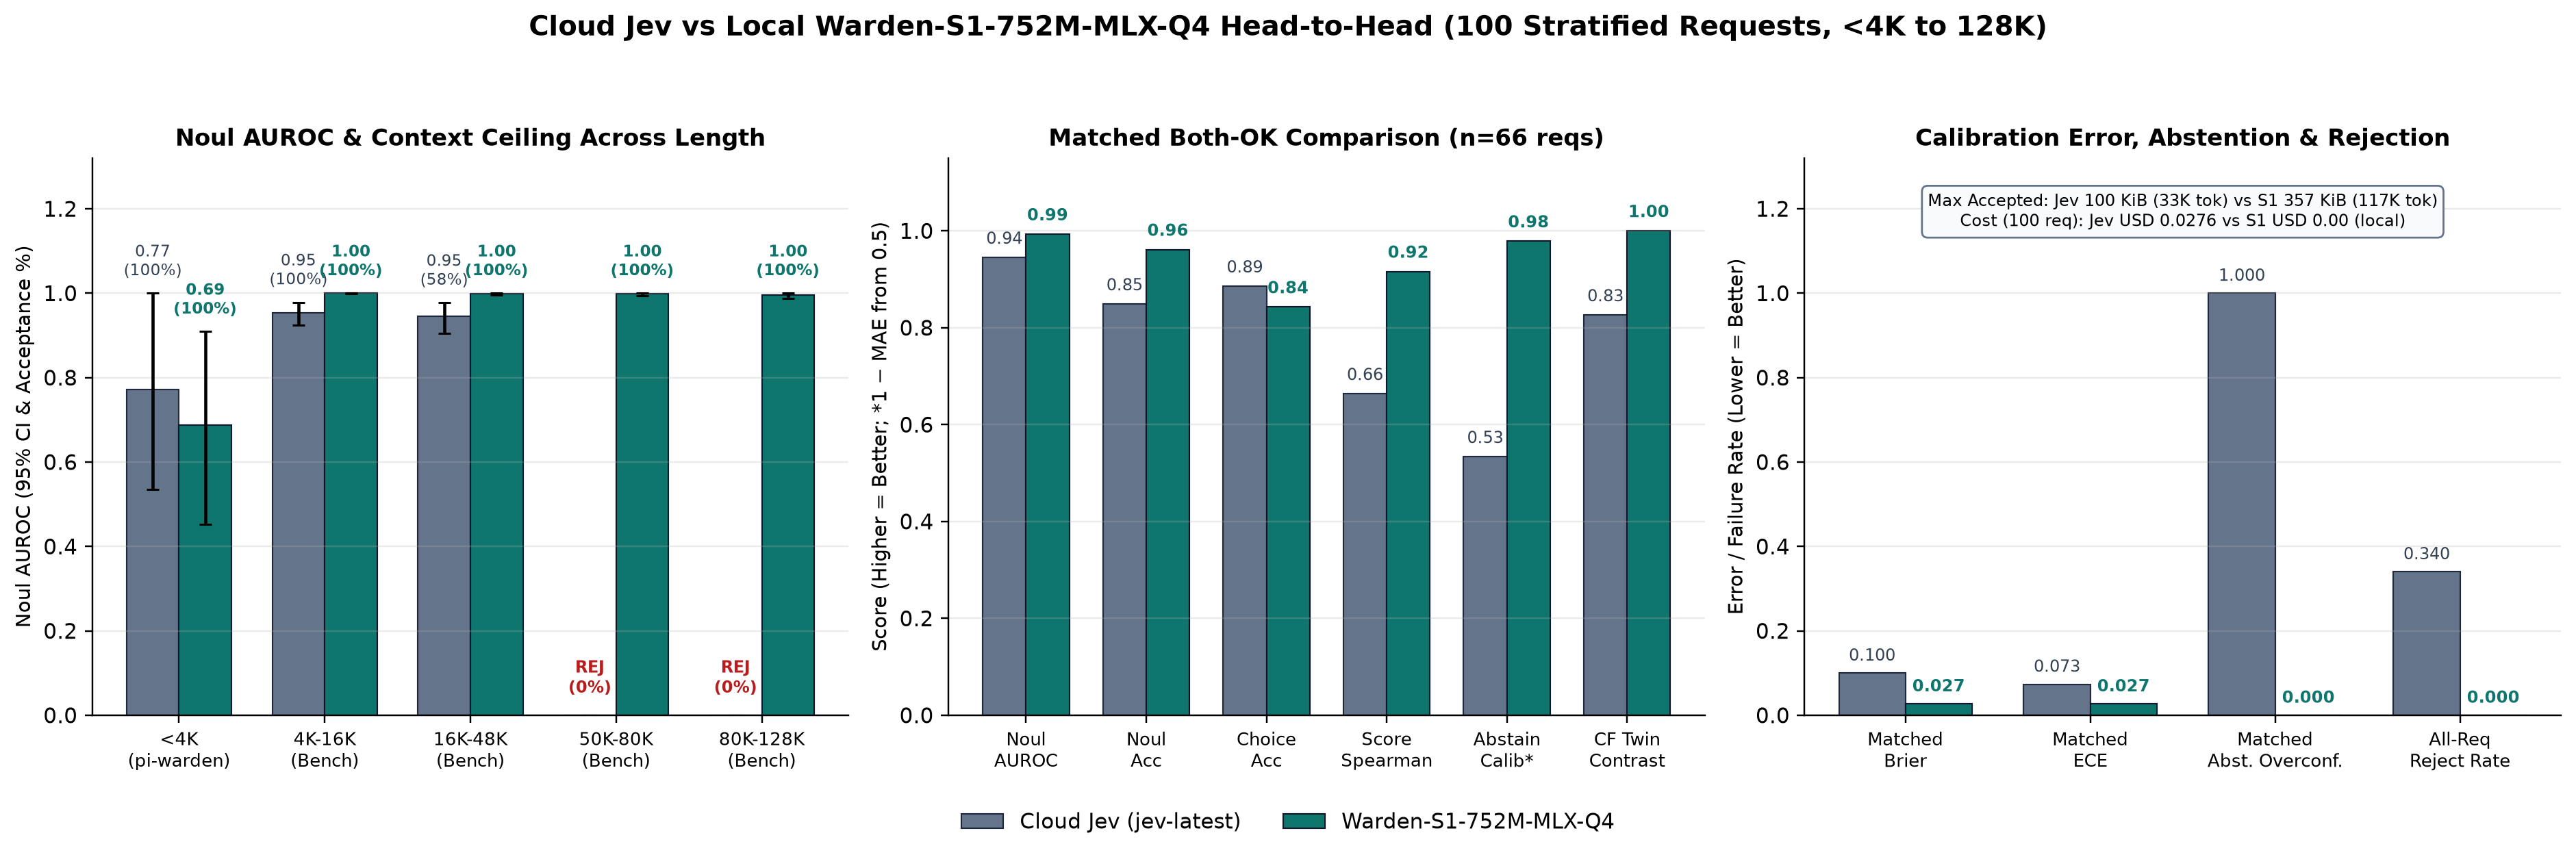 Cloud Jev vs Local Warden-S1-752M-MLX-Q4 Head-to-Head (100 Stratified Requests, <4K to 128K)
Noul AUROC & Context Ceiling Across Length
Noul AUROC (95% CI & Acceptance %)
1.2
1.0
0.8
0.6
0.4
0.2
0.0
0.77
(100%)
0.69
(100%)
0.95
(100%)
1.00
(100%)
0.95
(58%)
1.00
(100%)
REJ
(0%)
1.00
(100%)
REJ
(0%)
1.00
(100%)
<4K
(pi-warden)
4K-16K
(Bench)
16K-48K
(Bench)
50K-80K
(Bench)
80K-128K
(Bench)
Matched Both-OK Comparison (n=66 reqs)
Score (Higher = Better; *1 − MAE from 0.5)
1.0
0.8
0.6
0.4
0.2
0.0
0.94
0.99
0.85
0.96
0.89
0.84
0.66
0.92
0.53
0.98
0.83
1.00
Noul
AUROC
Noul
Acc
Choice
Acc
Score
Spearman
Abstain
Calib*
CF Twin
Contrast
Calibration Error, Abstention & Rejection
Error / Failure Rate (Lower = Better)
1.2
1.0
0.8
0.6
0.4
0.2
0.0
Max Accepted: Jev 100 KiB (33K tok) vs S1 357 KiB (117K tok)
Cost (100 req): Jev USD 0.0276 vs S1 USD 0.00 (local)
0.100
0.027
0.073
0.027
1.000
0.000
0.340
0.000
Matched
Brier
Matched
ECE
Matched
Abst. Overconf.
All-Req
Reject Rate
Cloud Jev (jev-latest)
Warden-S1-752M-MLX-Q4